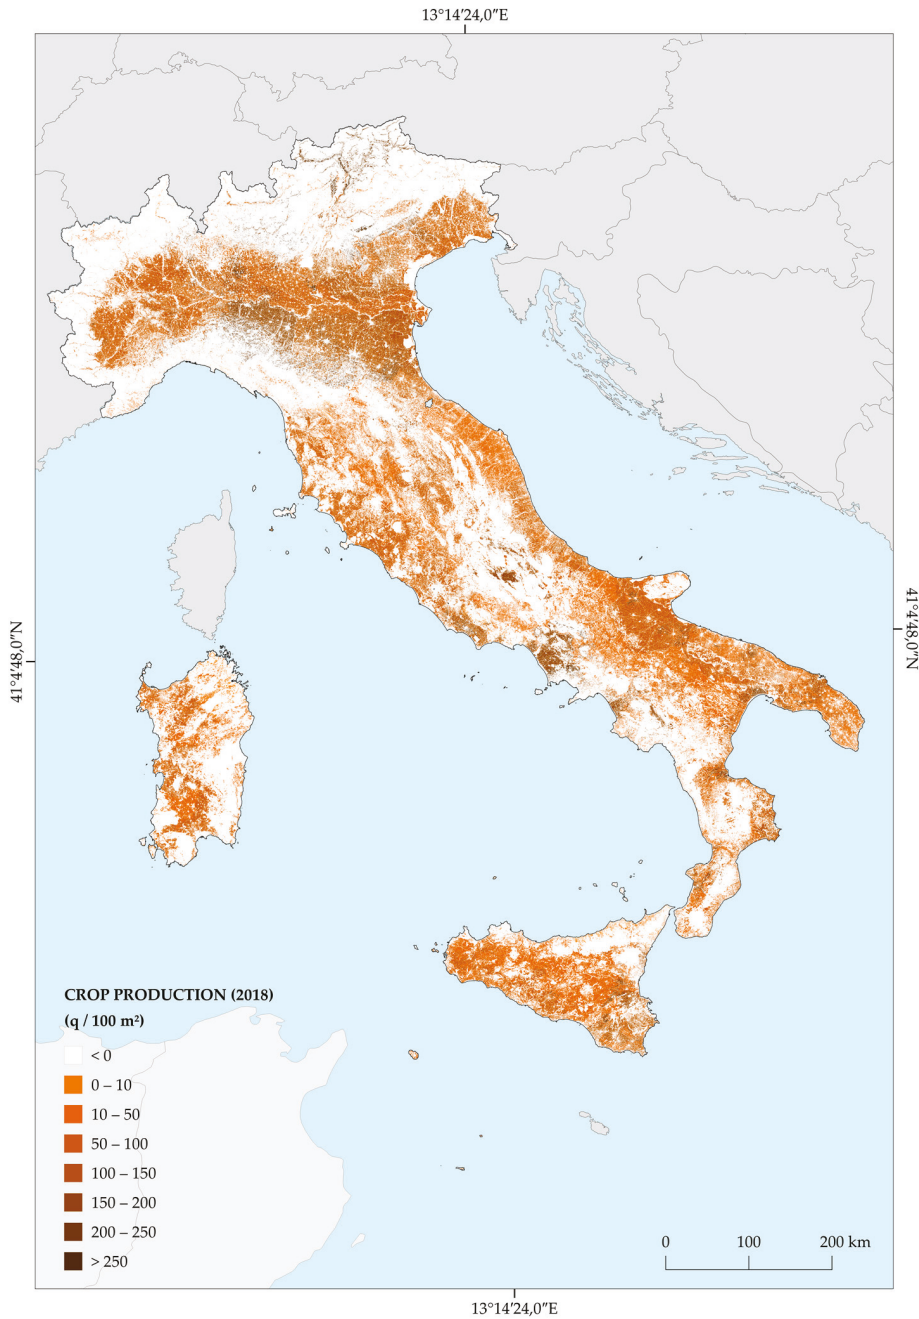 13°14′24,0″E
41°4′48,0″N
41°4′48,0″N
CROP PRODUCTION (2018)
(q / 100 m²)
< 0
0 – 10
10 – 50
50 – 100
100 – 150
150 – 200
200 – 250
> 250
0 100 200 km
13°14′24,0″E